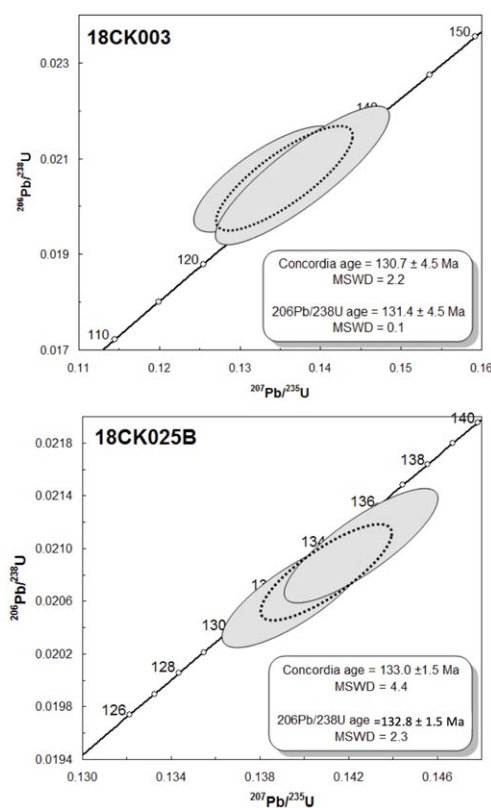 18CK003
150
0.023
140
0.021
206Pb/238U
0.019
120
Concordia age = 130.7 ± 4.5 Ma
MSWD = 2.2
206Pb/238U age = 131.4 ± 4.5 Ma
MSWD = 0.1
110
0.017
0.11 0.12 0.13 0.14 0.15 0.16
207Pb/235U
18CK025B
140
0.0218
138
0.0214
136
134
0.0210
206Pb/238U
0.0206
130
0.0202
128
0.0198
126
Concordia age = 133.0 ±1.5 Ma
MSWD = 4.4
206Pb/238U age =132.8 ± 1.5 Ma
MSWD = 2.3
0.0194
0.130 0.134 0.138 0.142 0.146
207Pb/235U